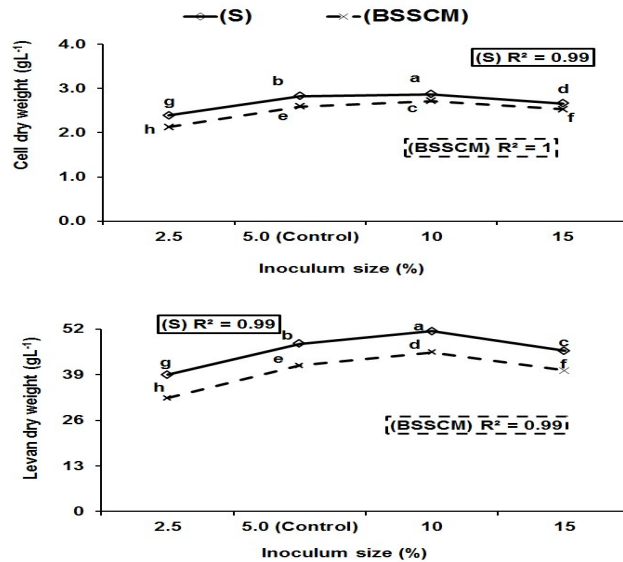 (S) (BSSCM)
Cell dry weight (gL-1)
4.0
3.0
2.0
1.0
0.0
(S) R² = 0.99
(BSSCM) R² = 1
g b a d
h e c f
2.5 5.0 (Control) 10 15
Inoculum size (%)
Levan dry weight (gL-1)
52
39
26
13
0
(S) R² = 0.99
(BSSCM) R² = 0.99
g b a c
h e d f
2.5 5.0 (Control) 10 15
Inoculum size (%)